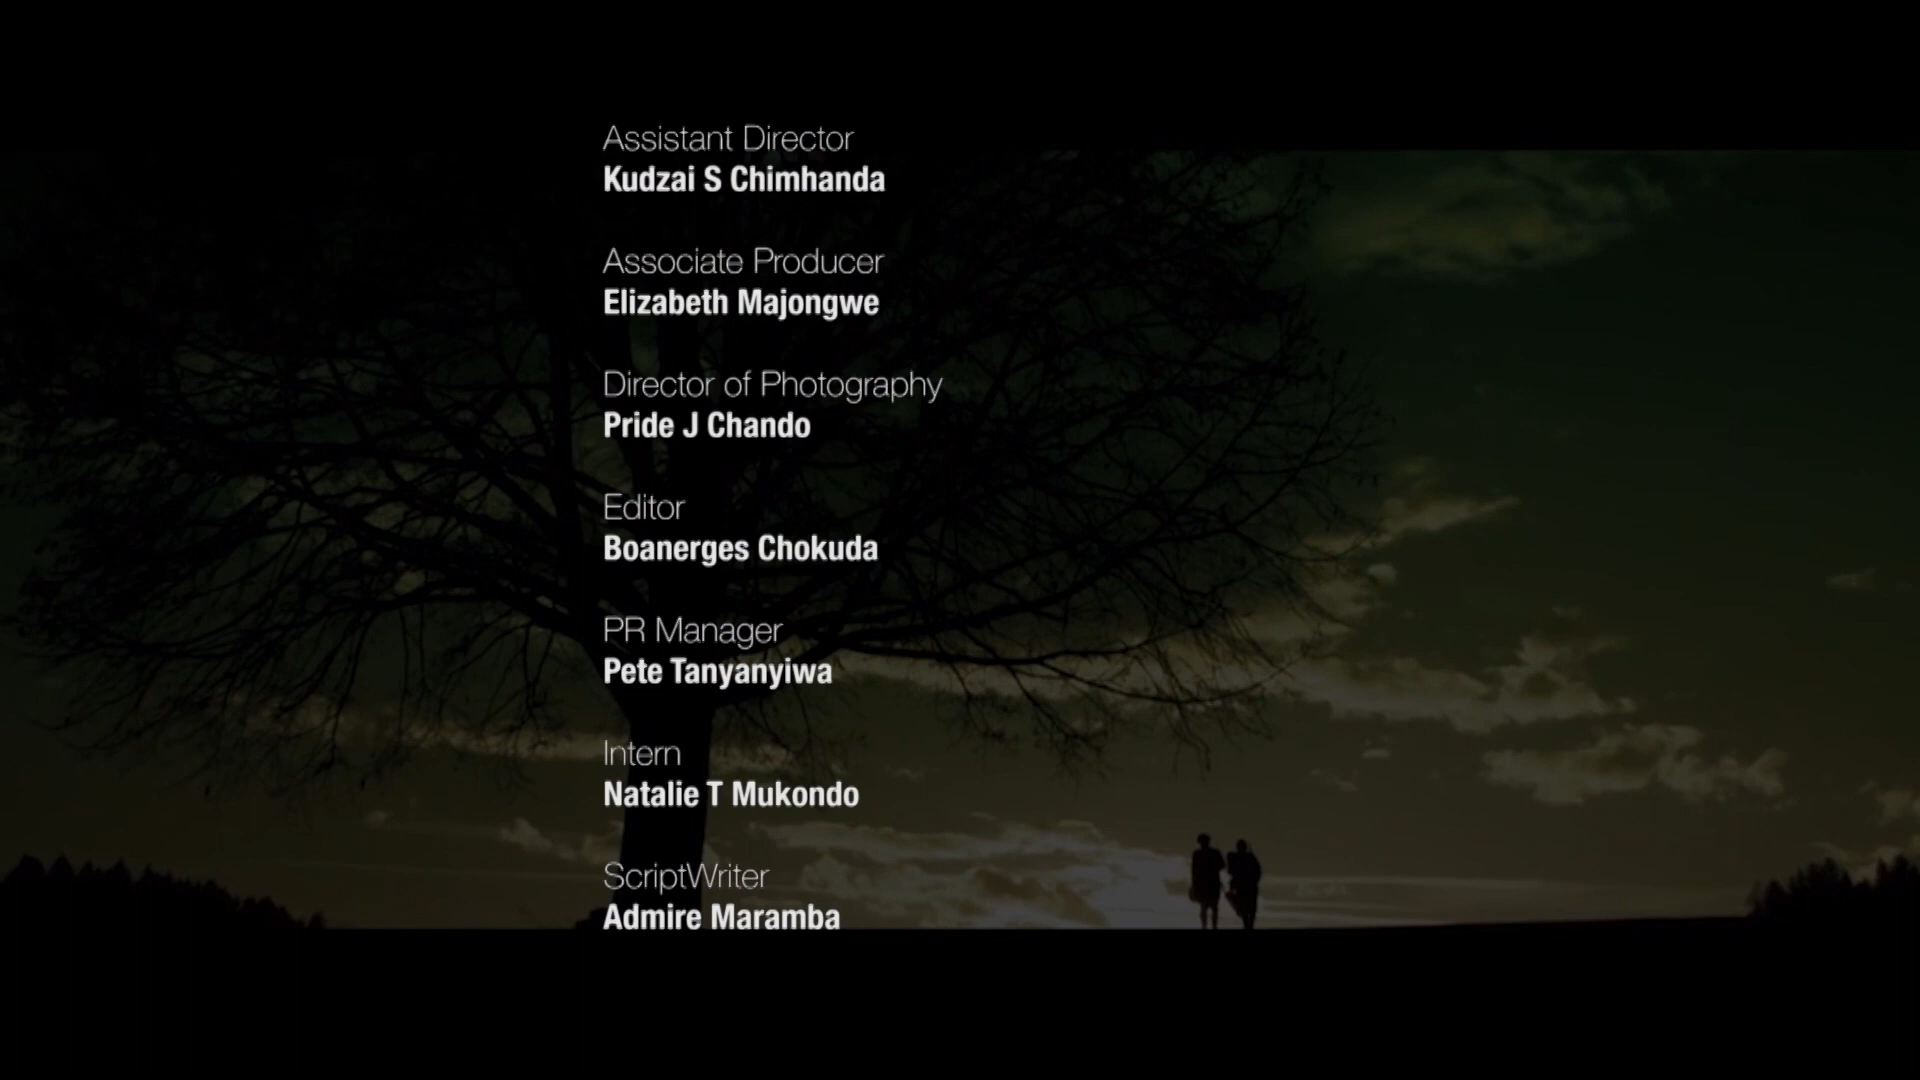 Assistant Director
Kudzai S Chimhanda
Associate Producer
Elizabeth Majongwe
Director of Photography
Pride J Chando
Editor
Boanerges Chokuda
PR Manager
Pete Tanyanyiwa
Intern
Natalie T Mukondo
ScriptWriter
Admire Maramba